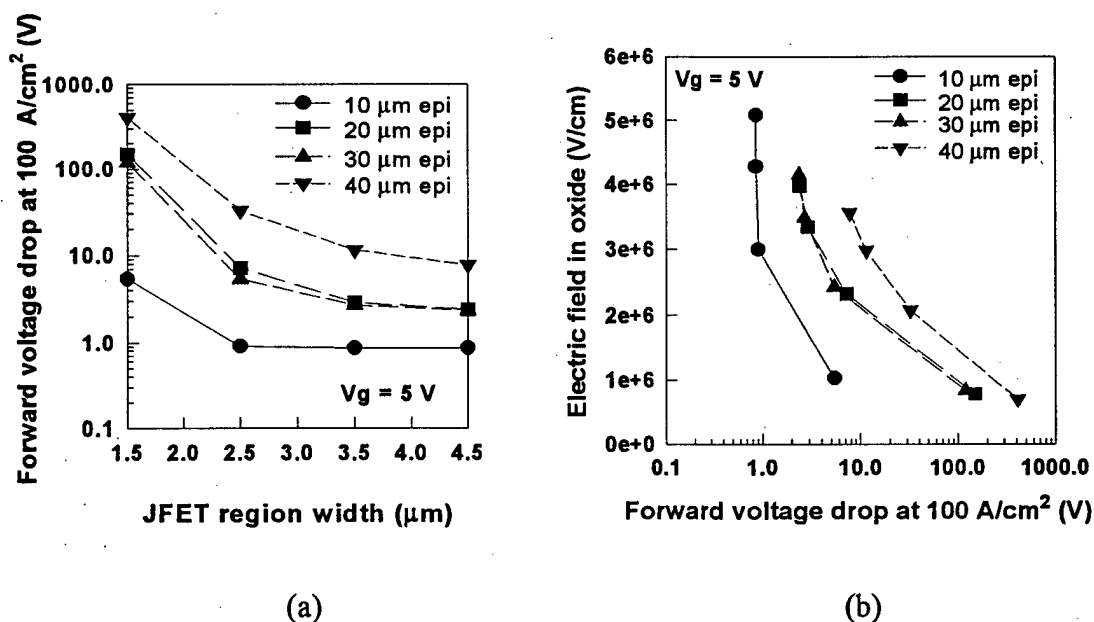 Forward voltage drop at 100 A/cm² (V)
1000.0
100.0
10.0
1.0
0.1
10 μm epi
20 μm epi
30 μm epi
40 μm epi
Vg = 5 V
1.5 2.0 2.5 3.0 3.5 4.0 4.5
JFET region width (μm)
(a)
Electric field in oxide (V/cm)
6e+6
5e+6
4e+6
3e+6
2e+6
1e+6
0e+0
Vg = 5 V
10 μm epi
20 μm epi
30 μm epi
40 μm epi
0.1 1.0 10.0 100.0 1000.0
Forward voltage drop at 100 A/cm² (V)
(b)